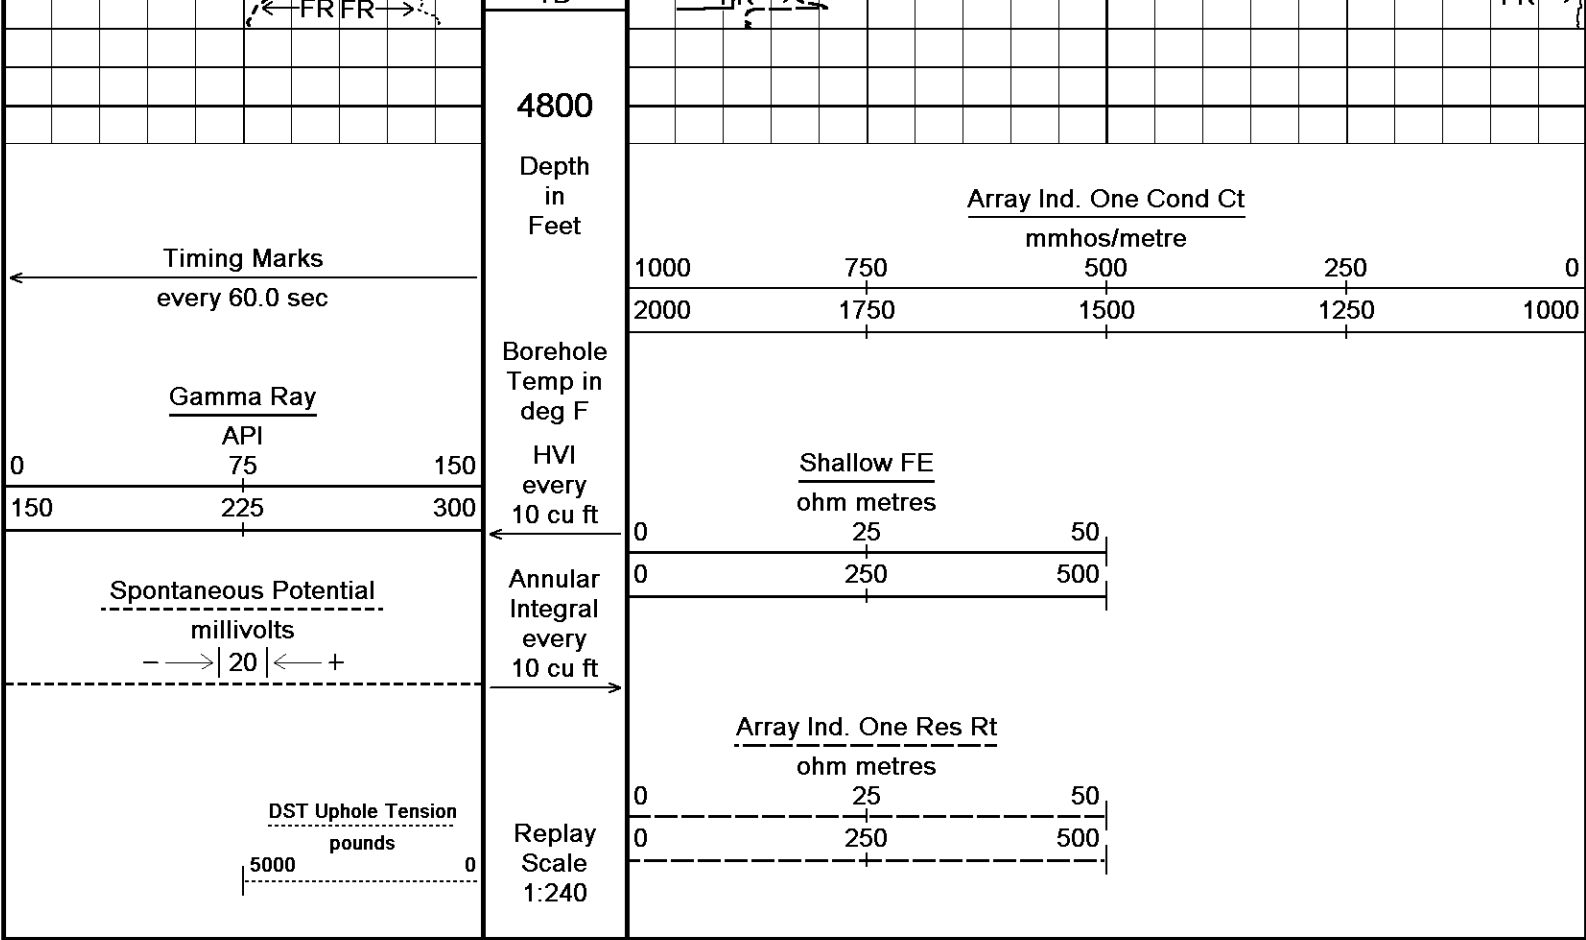 FR FR
FR
4800
Depth
in
Feet
Timing Marks
every 60.0 sec
Gamma Ray
API
0 75 150
150 225 300
Spontaneous Potential
millivolts
− 20 +
DST Uphole Tension
pounds
5000 0
Borehole
Temp in
deg F
HVI
every
10 cu ft
Annular
Integral
every
10 cu ft
Replay
Scale
1:240
Array Ind. One Cond Ct
mmhos/metre
1000 750 500 250 0
2000 1750 1500 1250 1000
Shallow FE
ohm metres
0 25 50
0 250 500
Array Ind. One Res Rt
ohm metres
0 25 50
0 250 500